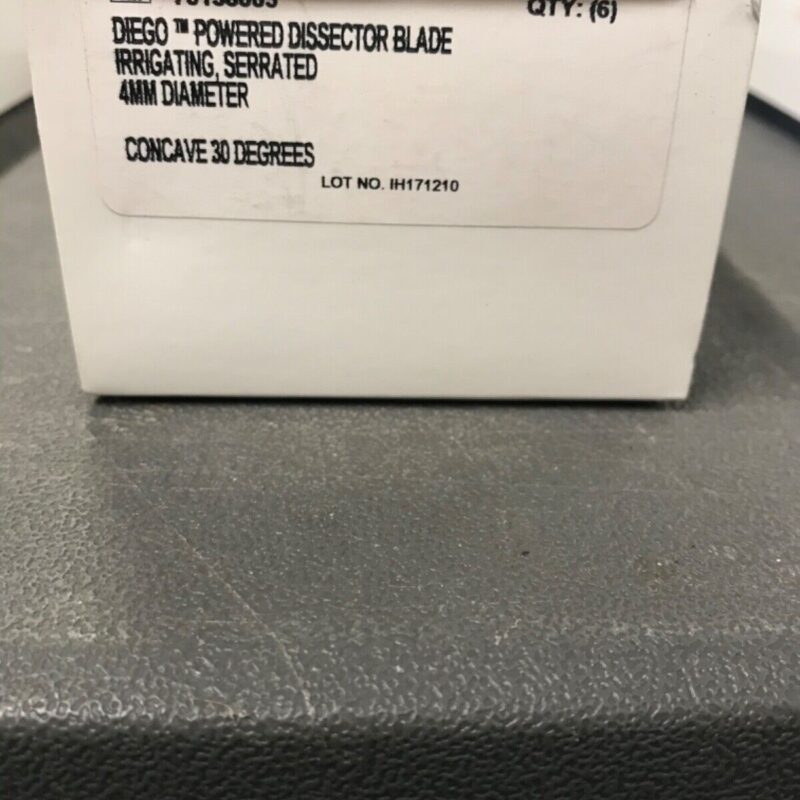 QTY: (6)
DIEGO ™ POWERED DISSECTOR BLADE
IRRIGATING, SERRATED
4MM DIAMETER
CONCAVE 30 DEGREES
LOT NO. IH171210